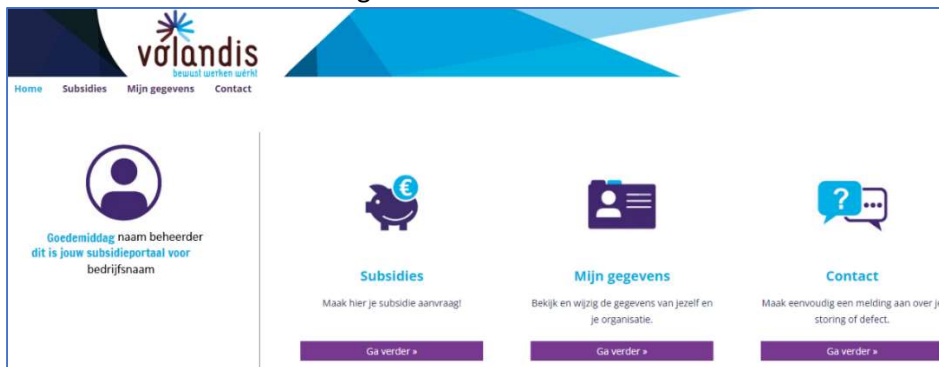 volandis
bewust werken wérkt
Home Subsidies Mijn gegevens Contact
€
?
Goedemiddag naam beheerder
dit is jouw subsidieportaal voor
bedrijfsnaam
Subsidies
Maak hier je subsidie aanvraag!
Ga verder »
Mijn gegevens
Bekijk en wijzig de gegevens van jezelf en
je organisatie.
Ga verder »
Contact
Maak eenvoudig een melding aan over
storing of defect.
Ga verder »